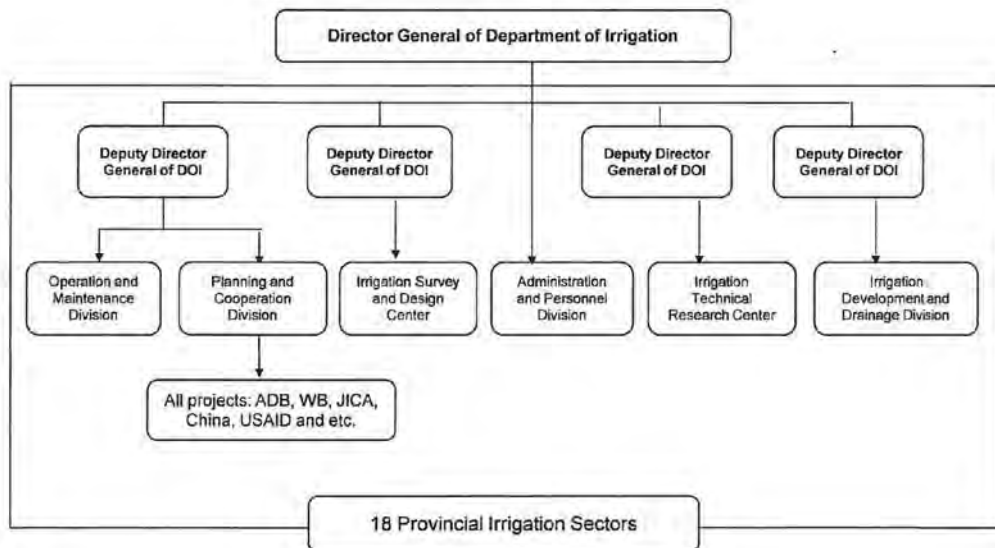 Director General of Department of Irrigation
Deputy Director
General of DOI
Deputy Director
General of DOI
Deputy Director
General of DOI
Deputy Director
General of DOI
Operation and
Maintenance
Division
Planning and
Cooperation
Division
Irrigation Survey
and Design
Center
Administration
and Personnel
Division
Irrigation
Technical
Research Center
Irrigation
Development and
Drainage Division
All projects: ADB, WB, JICA,
China, USAID and etc.
18 Provincial Irrigation Sectors